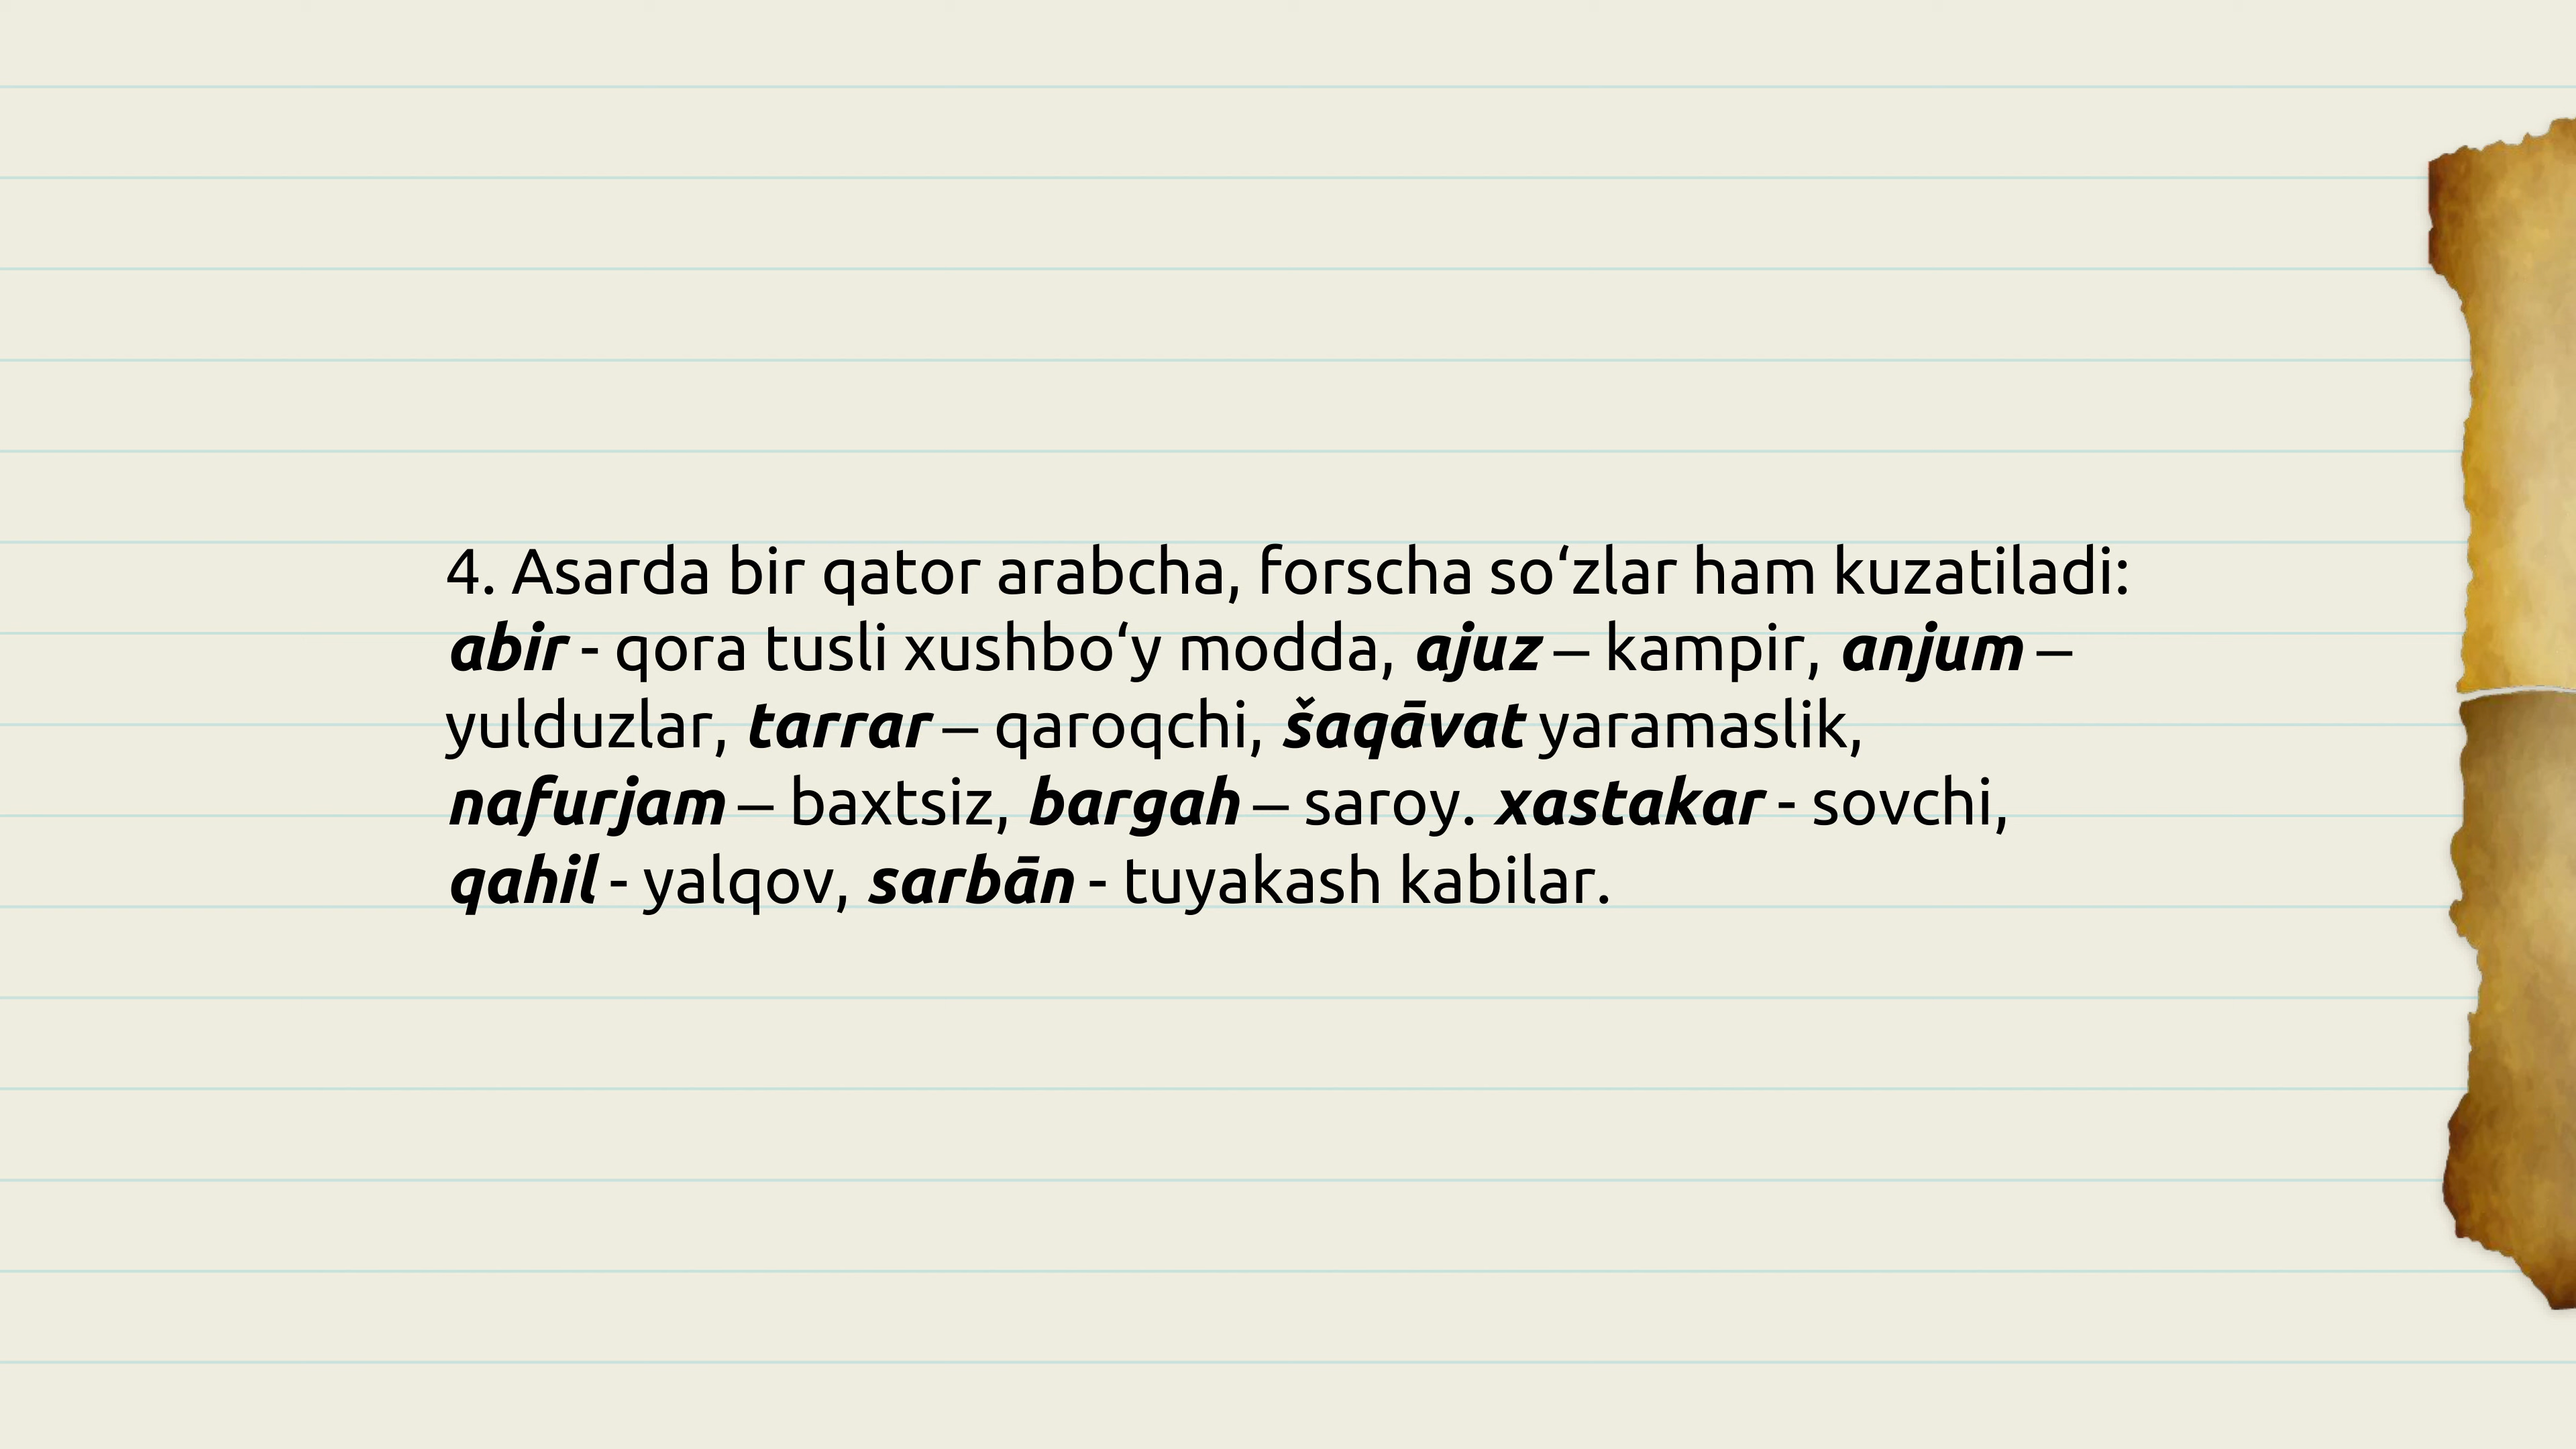 4. Asarda bir qator arabcha, forscha so‘zlar ham kuzatiladi:
abir - qora tusli xushbo‘y modda, ajuz – kampir, anjum –
yulduzlar, tarrar – qaroqchi, šaqāvat yaramaslik,
nafurjam – baxtsiz, bargah – saroy. xastakar - sovchi,
qahil - yalqov, sarbān - tuyakash kabilar.